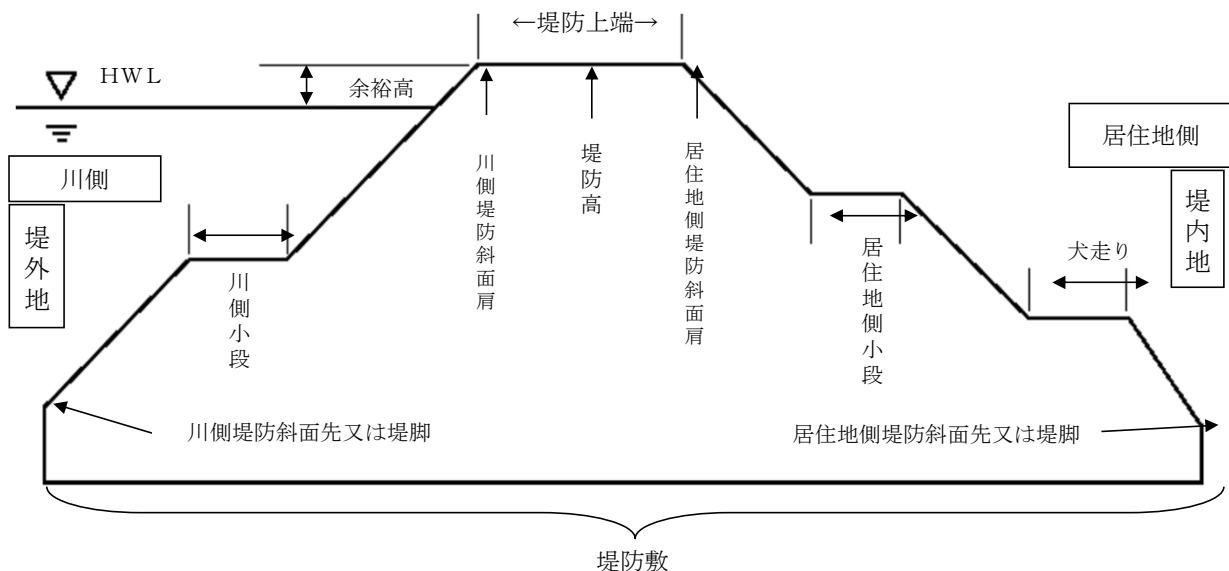 ←堤防上端→
HWL
余裕高
川側
堤外地
川側小段
川側堤防斜面肩
堤防高
居住地側堤防斜面肩
居住地側小段
犬走り
居住地側
堤内地
川側堤防斜面先又は堤脚
居住地側堤防斜面先又は堤脚
堤防敷